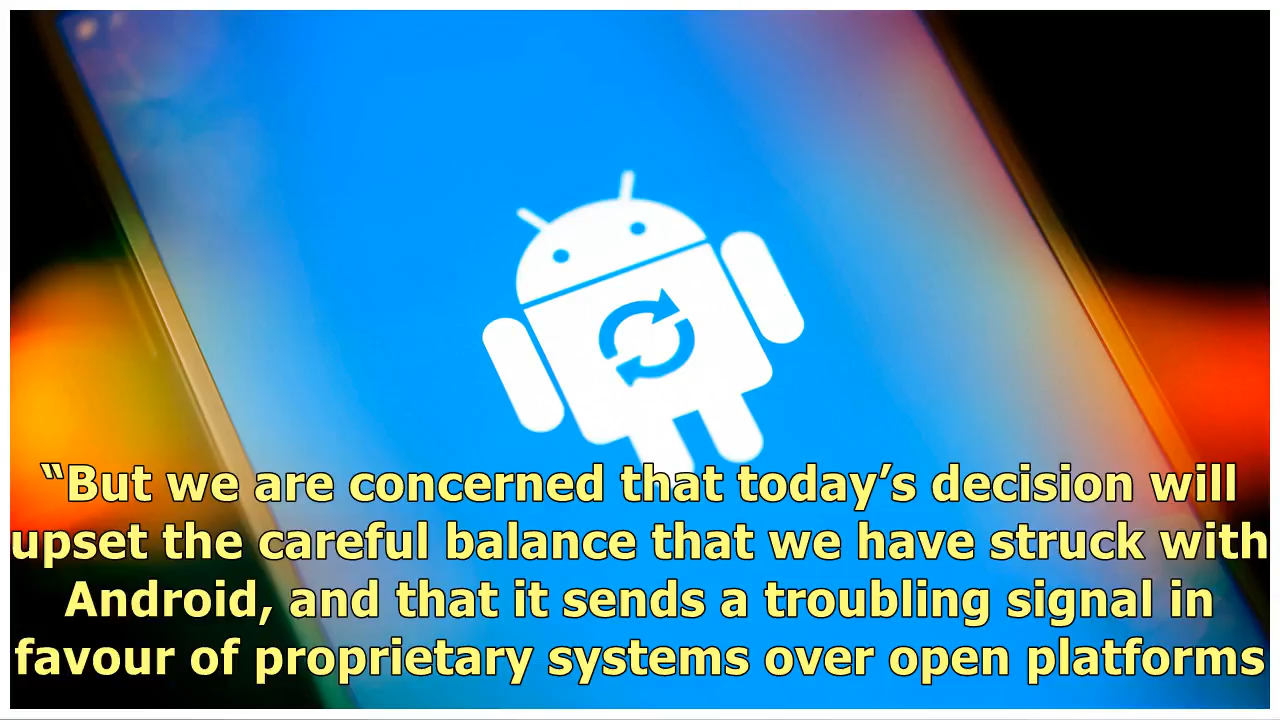 “But we are concerned that today’s decision will
upset the careful balance that we have struck with
Android, and that it sends a troubling signal in
favour of proprietary systems over open platforms